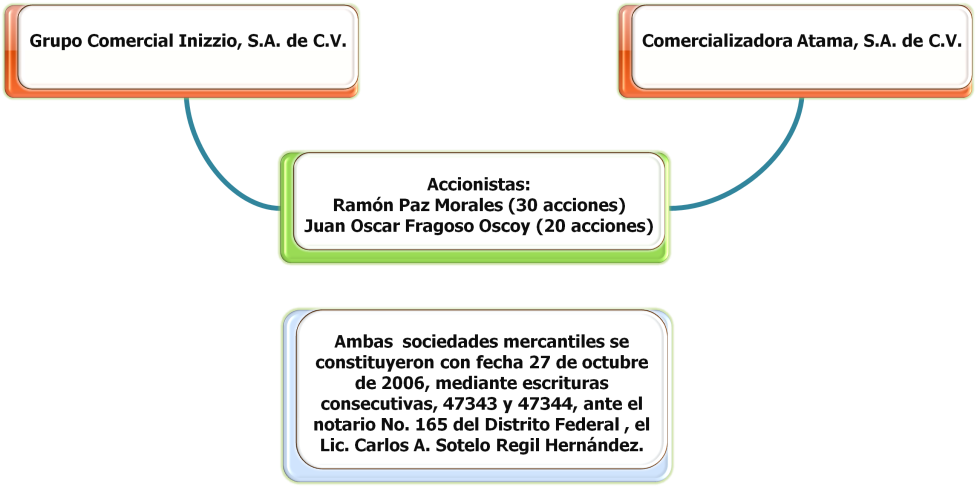 Grupo Comercial Inizzio, S.A. de C.V.
Comercializadora Atama, S.A. de C.V.
Accionistas:
Ramón Paz Morales (30 acciones)
Juan Oscar Fragoso Oscoy (20 acciones)
Ambas sociedades mercantiles se
constituyeron con fecha 27 de octubre
de 2006, mediante escrituras
consecutivas, 47343 y 47344, ante el
notario No. 165 del Distrito Federal , el
Lic. Carlos A. Sotelo Regil Hernández.